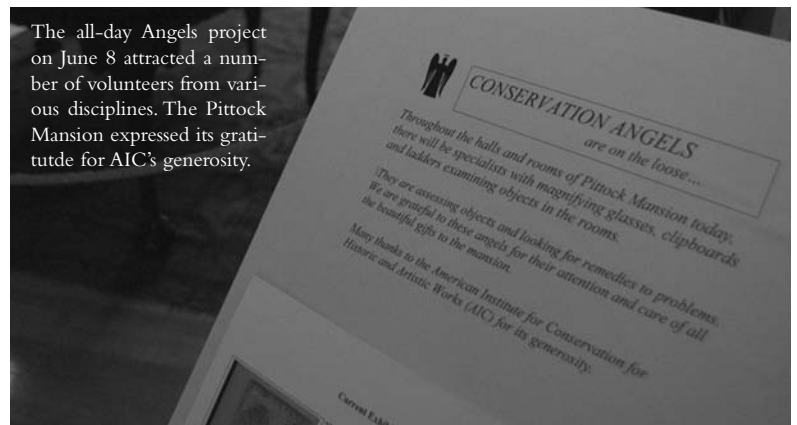 The all-day Angels project
on June 8 attracted a num-
ber of volunteers from vari-
ous disciplines. The Pittock
Mansion expressed its grati-
tutde for AIC's generosity.
CONSERVATION ANGELS
are on the loose...
Throughout the halls and rooms of Pittock Mansion today,
there will be specialists with magnifying glasses, clipboards
and ladders examining objects in the rooms.
They are assessing objects and looking for remedies to problems.
We are grateful to these angels for their attention and care of all
the beautiful gifts to the mansion.
Many thanks to the American Institute for Conservation for
Historic and Artistic Works (AIC) for its generosity.
Current